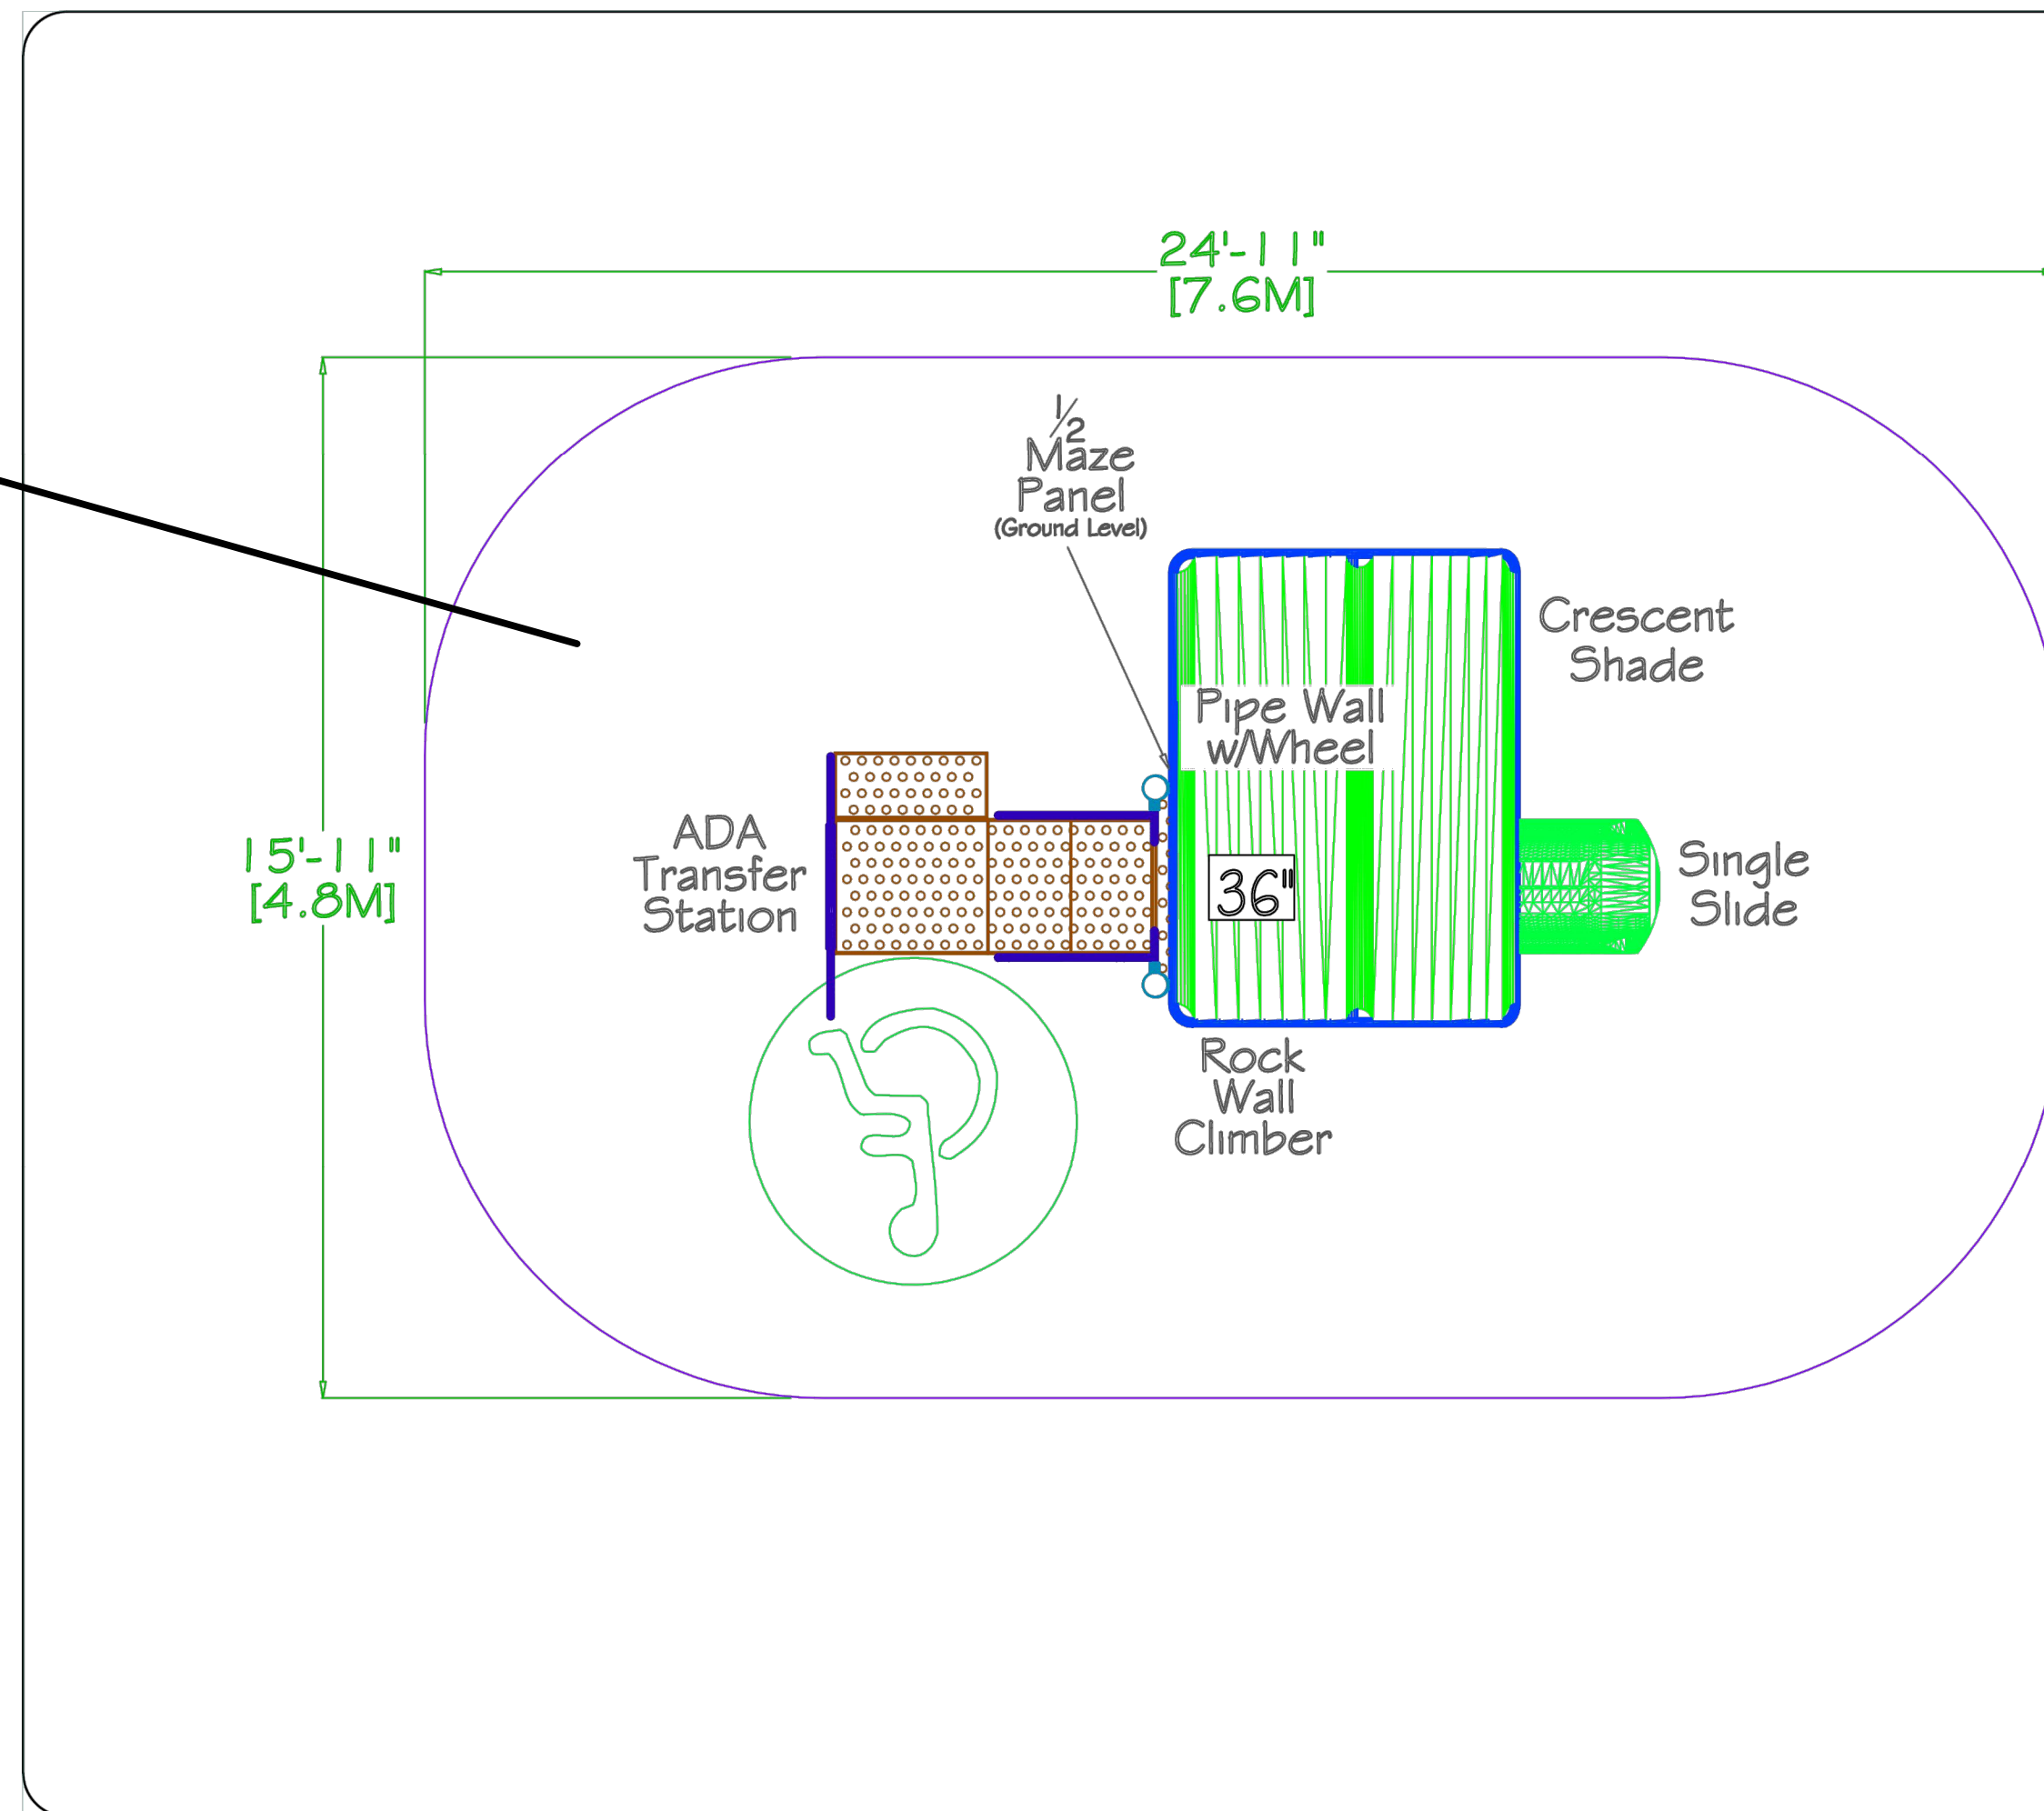 24'-11"
[7.6M]
1/2
Maze
Panel
(Ground Level)
Crescent
Shade
Pipe Wall
w/Wheel
ADA
Transfer
Station
15'-11"
[4.8M]
36"
Single
Slide
Rock
Wall
Climber